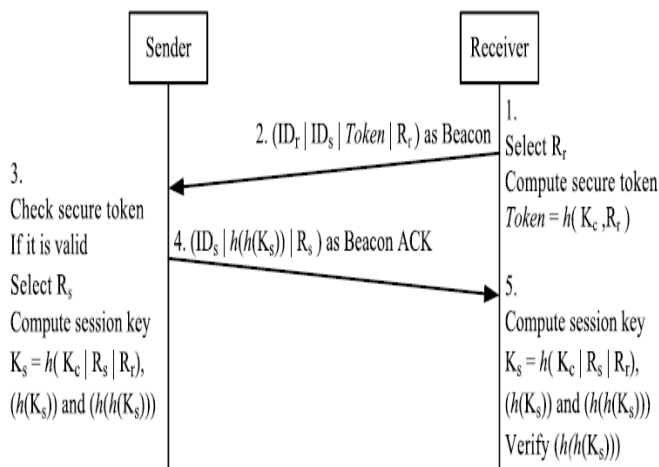 Sender
Receiver
1.
Select Rr
Compute secure token
Token = h( Kc ,Rr )
2. (IDr | IDs | Token | Rr ) as Beacon
3.
Check secure token
If it is valid
Select Rs
Compute session key
Ks = h( Kc | Rs | Rr),
(h(Ks)) and (h(h(Ks)))
4. (IDs | h(h(Ks)) | Rs ) as Beacon ACK
5.
Compute session key
Ks = h( Kc | Rs | Rr),
(h(Ks)) and (h(h(Ks)))
Verify (h(h(Ks)))